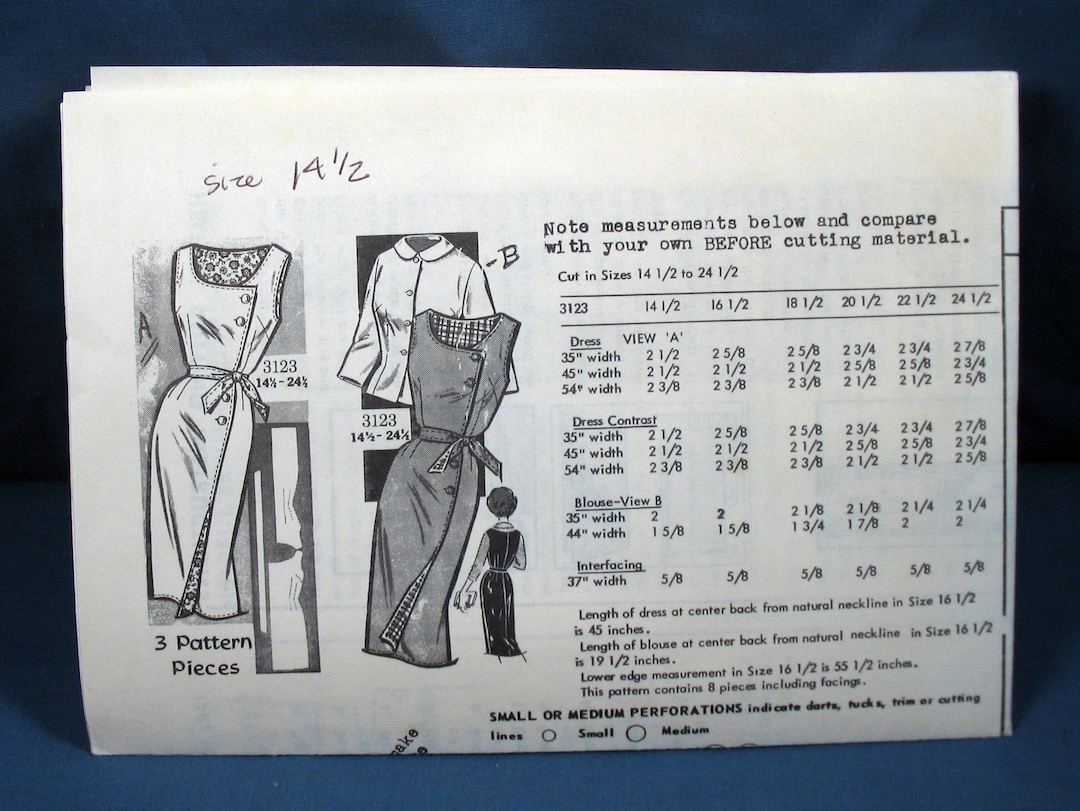 Size 14 1/2
A
3123
14½-24½
-B
3123
14½-24½
3 Pattern
Pieces
Note measurements below and compare
with your own BEFORE cutting material.
Cut in Sizes 14 1/2 to 24 1/2
3123 14 1/2 16 1/2 18 1/2 20 1/2 22 1/2 24 1/2
Dress VIEW 'A'
35" width 2 1/2 2 5/8 2 5/8 2 3/4 2 3/4 2 7/8
45" width 2 1/2 2 1/2 2 1/2 2 5/8 2 5/8 2 3/4
54" width 2 3/8 2 3/8 2 3/8 2 1/2 2 1/2 2 5/8
Dress Contrast
35" width 2 1/2 2 5/8 2 5/8 2 3/4 2 3/4 2 7/8
45" width 2 1/2 2 1/2 2 1/2 2 5/8 2 5/8 2 3/4
54" width 2 3/8 2 3/8 2 3/8 2 1/2 2 1/2 2 5/8
Blouse-View B
35" width 2 2 2 1/8 2 1/8 2 1/4 2 1/4
44" width 1 5/8 1 5/8 1 3/4 1 7/8 2 2
Interfacing
37" width 5/8 5/8 5/8 5/8 5/8 5/8
Length of dress at center back from natural neckline in Size 16 1/2
is 45 inches.
Length of blouse at center back from natural neckline in Size 16 1/2
is 19 1/2 inches.
Lower edge measurement in Size 16 1/2 is 55 1/2 inches.
This pattern contains 8 pieces including facings.
SMALL OR MEDIUM PERFORATIONS indicate darts, tucks, trim or cutting
lines Small Medium